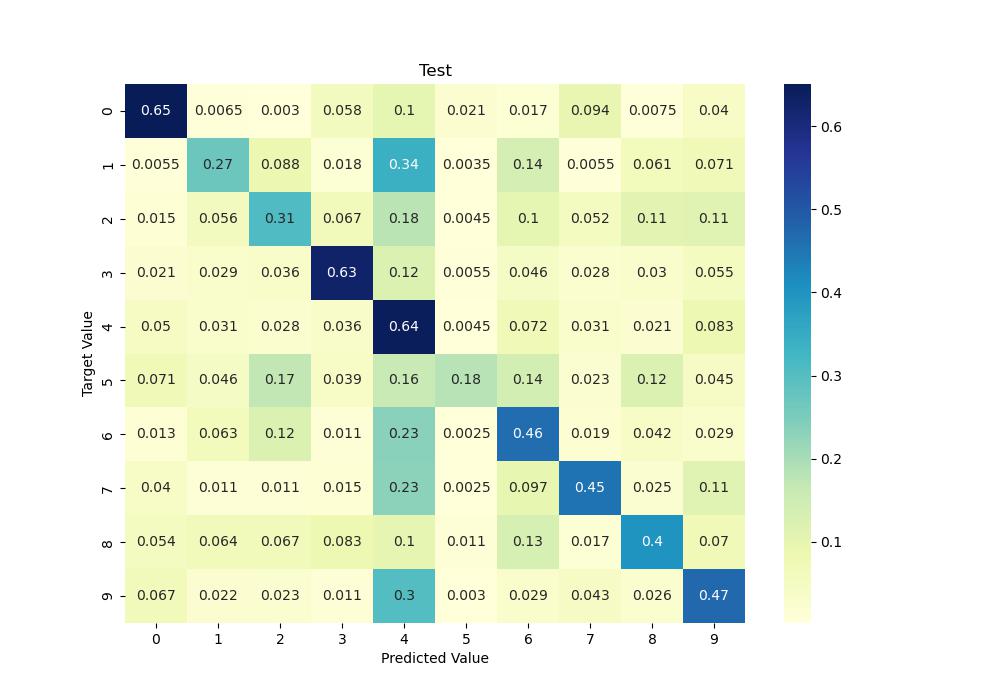 Test
0 0.65 0.0065 0.003 0.058 0.1 0.021 0.017 0.094 0.0075 0.04
1 0.0055 0.27 0.088 0.018 0.34 0.0035 0.14 0.0055 0.061 0.071
2 0.015 0.056 0.31 0.067 0.18 0.0045 0.1 0.052 0.11 0.11
3 0.021 0.029 0.036 0.63 0.12 0.0055 0.046 0.028 0.03 0.055
4 0.05 0.031 0.028 0.036 0.64 0.0045 0.072 0.031 0.021 0.083
5 0.071 0.046 0.17 0.039 0.16 0.18 0.14 0.023 0.12 0.045
6 0.013 0.063 0.12 0.011 0.23 0.0025 0.46 0.019 0.042 0.029
7 0.04 0.011 0.011 0.015 0.23 0.0025 0.097 0.45 0.025 0.11
8 0.054 0.064 0.067 0.083 0.1 0.011 0.13 0.017 0.4 0.07
9 0.067 0.022 0.023 0.011 0.3 0.003 0.029 0.043 0.026 0.47
0 1 2 3 4 5 6 7 8 9
Predicted Value
Target Value
0.6
0.5
0.4
0.3
0.2
0.1